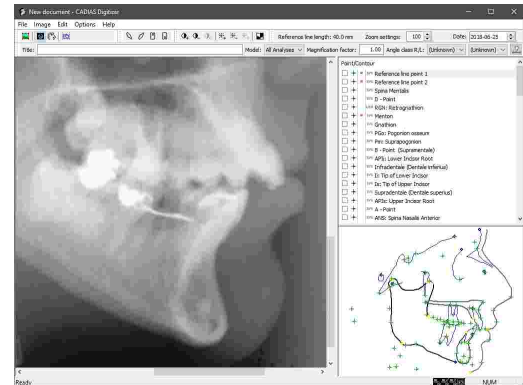 New document - CADIAS Digitizer
File Image Edit Options Help
Reference line length: 40.0 mm Zoom settings: 100 Date: 2018-06-25
Title: Model: All Analyses Magnification factor: 1.00 Angle class R/L: (Unknown) (Unknown)
Point/Contour
Reference line point 1
Reference line point 2
Spina Mentalis
D - Point
RGN: Retrognathion
Menton
Gnathion
PGo: Pogonion osseum
Pm: Suprapogonion
B - Point (Supramentale)
APIi: Lower Incisor Root
Infradentale (Dentale inferius)
Ii: Tip of Lower Incisor
Is: Tip of Upper Incisor
Supradentale (Dentale superius)
APIs: Upper Incisor Root
A - Point
ANS: Spina Nasalis Anterior
Ready NUM